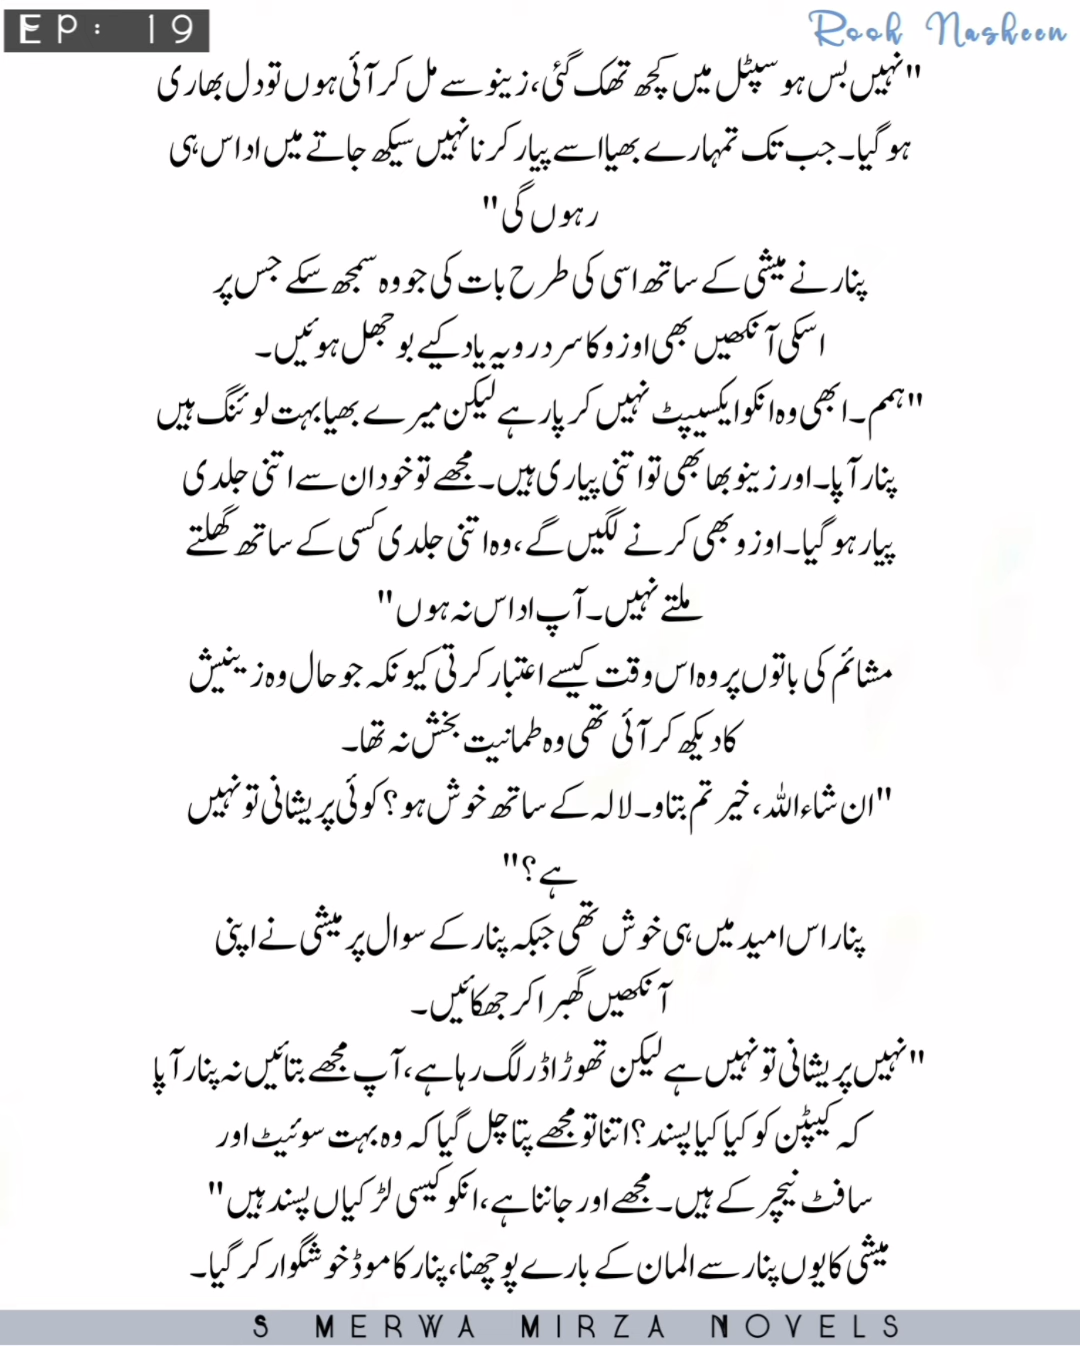 EP: 19
Rooh Nasheen
"نہیں بس ہو سپٹل میں کچھ تھک گئی، زینو سے مل کر آئی ہوں تو دل بھاری
ہو گیا۔ جب تک تمہارے بھیا اسے پیار کرنا نہیں سیکھ جاتے میں اداس ہی
رہوں گی"
پنار نے میشی کے ساتھ اسی کی طرح بات کی جو وہ سمجھ سکے جس پر
اسکی آنکھیں بھی اوزو کا سرد رویہ یاد کیے بوجھل ہوئیں۔
"ہمم۔ ابھی وہ انکو ایکسیپٹ نہیں کر پا رہے لیکن میرے بھیا بہت لوئنگ ہیں
پنار آپا۔ اور زینو بھابھی تو اتنی پیاری ہیں۔ مجھے تو خود ان سے اتنی جلدی
پیار ہو گیا۔ اوزو بھی کرنے لگیں گے، وہ اتنی جلدی کسی کے ساتھ گھلتے
ملتے نہیں۔ آپ اداس نہ ہوں"
مشائم کی باتوں پر وہ اس وقت کیسے اعتبار کرتی کیونکہ جو حال وہ زینیش
کا دیکھ کر آئی تھی وہ طمانیت بخش نہ تھا۔
"ان شاءاللہ، خیر تم بتاو۔ لالہ کے ساتھ خوش ہو؟ کوئی پریشانی تو نہیں
ہے؟"
پنار اس امید میں ہی خوش تھی جبکہ پنار کے سوال پر میشی نے اپنی
آنکھیں گھبرا کر جھکائیں۔
"نہیں پریشانی تو نہیں ہے لیکن تھوڑا ڈر لگ رہا ہے، آپ مجھے بتائیں نہ پنار آپا
کہ کیپٹن کو کیا کیا پسند؟ اتنا تو مجھے پتا چل گیا کہ وہ بہت سوئیٹ اور
سافٹ نیچر کے ہیں۔ مجھے اور جاننا ہے، انکو کیسی لڑکیاں پسند ہیں"
میشی کا یوں پنار سے المان کے بارے پوچھنا، پنار کا موڈ خوشگوار کر گیا۔
S MERWA MIRZA NOVELS